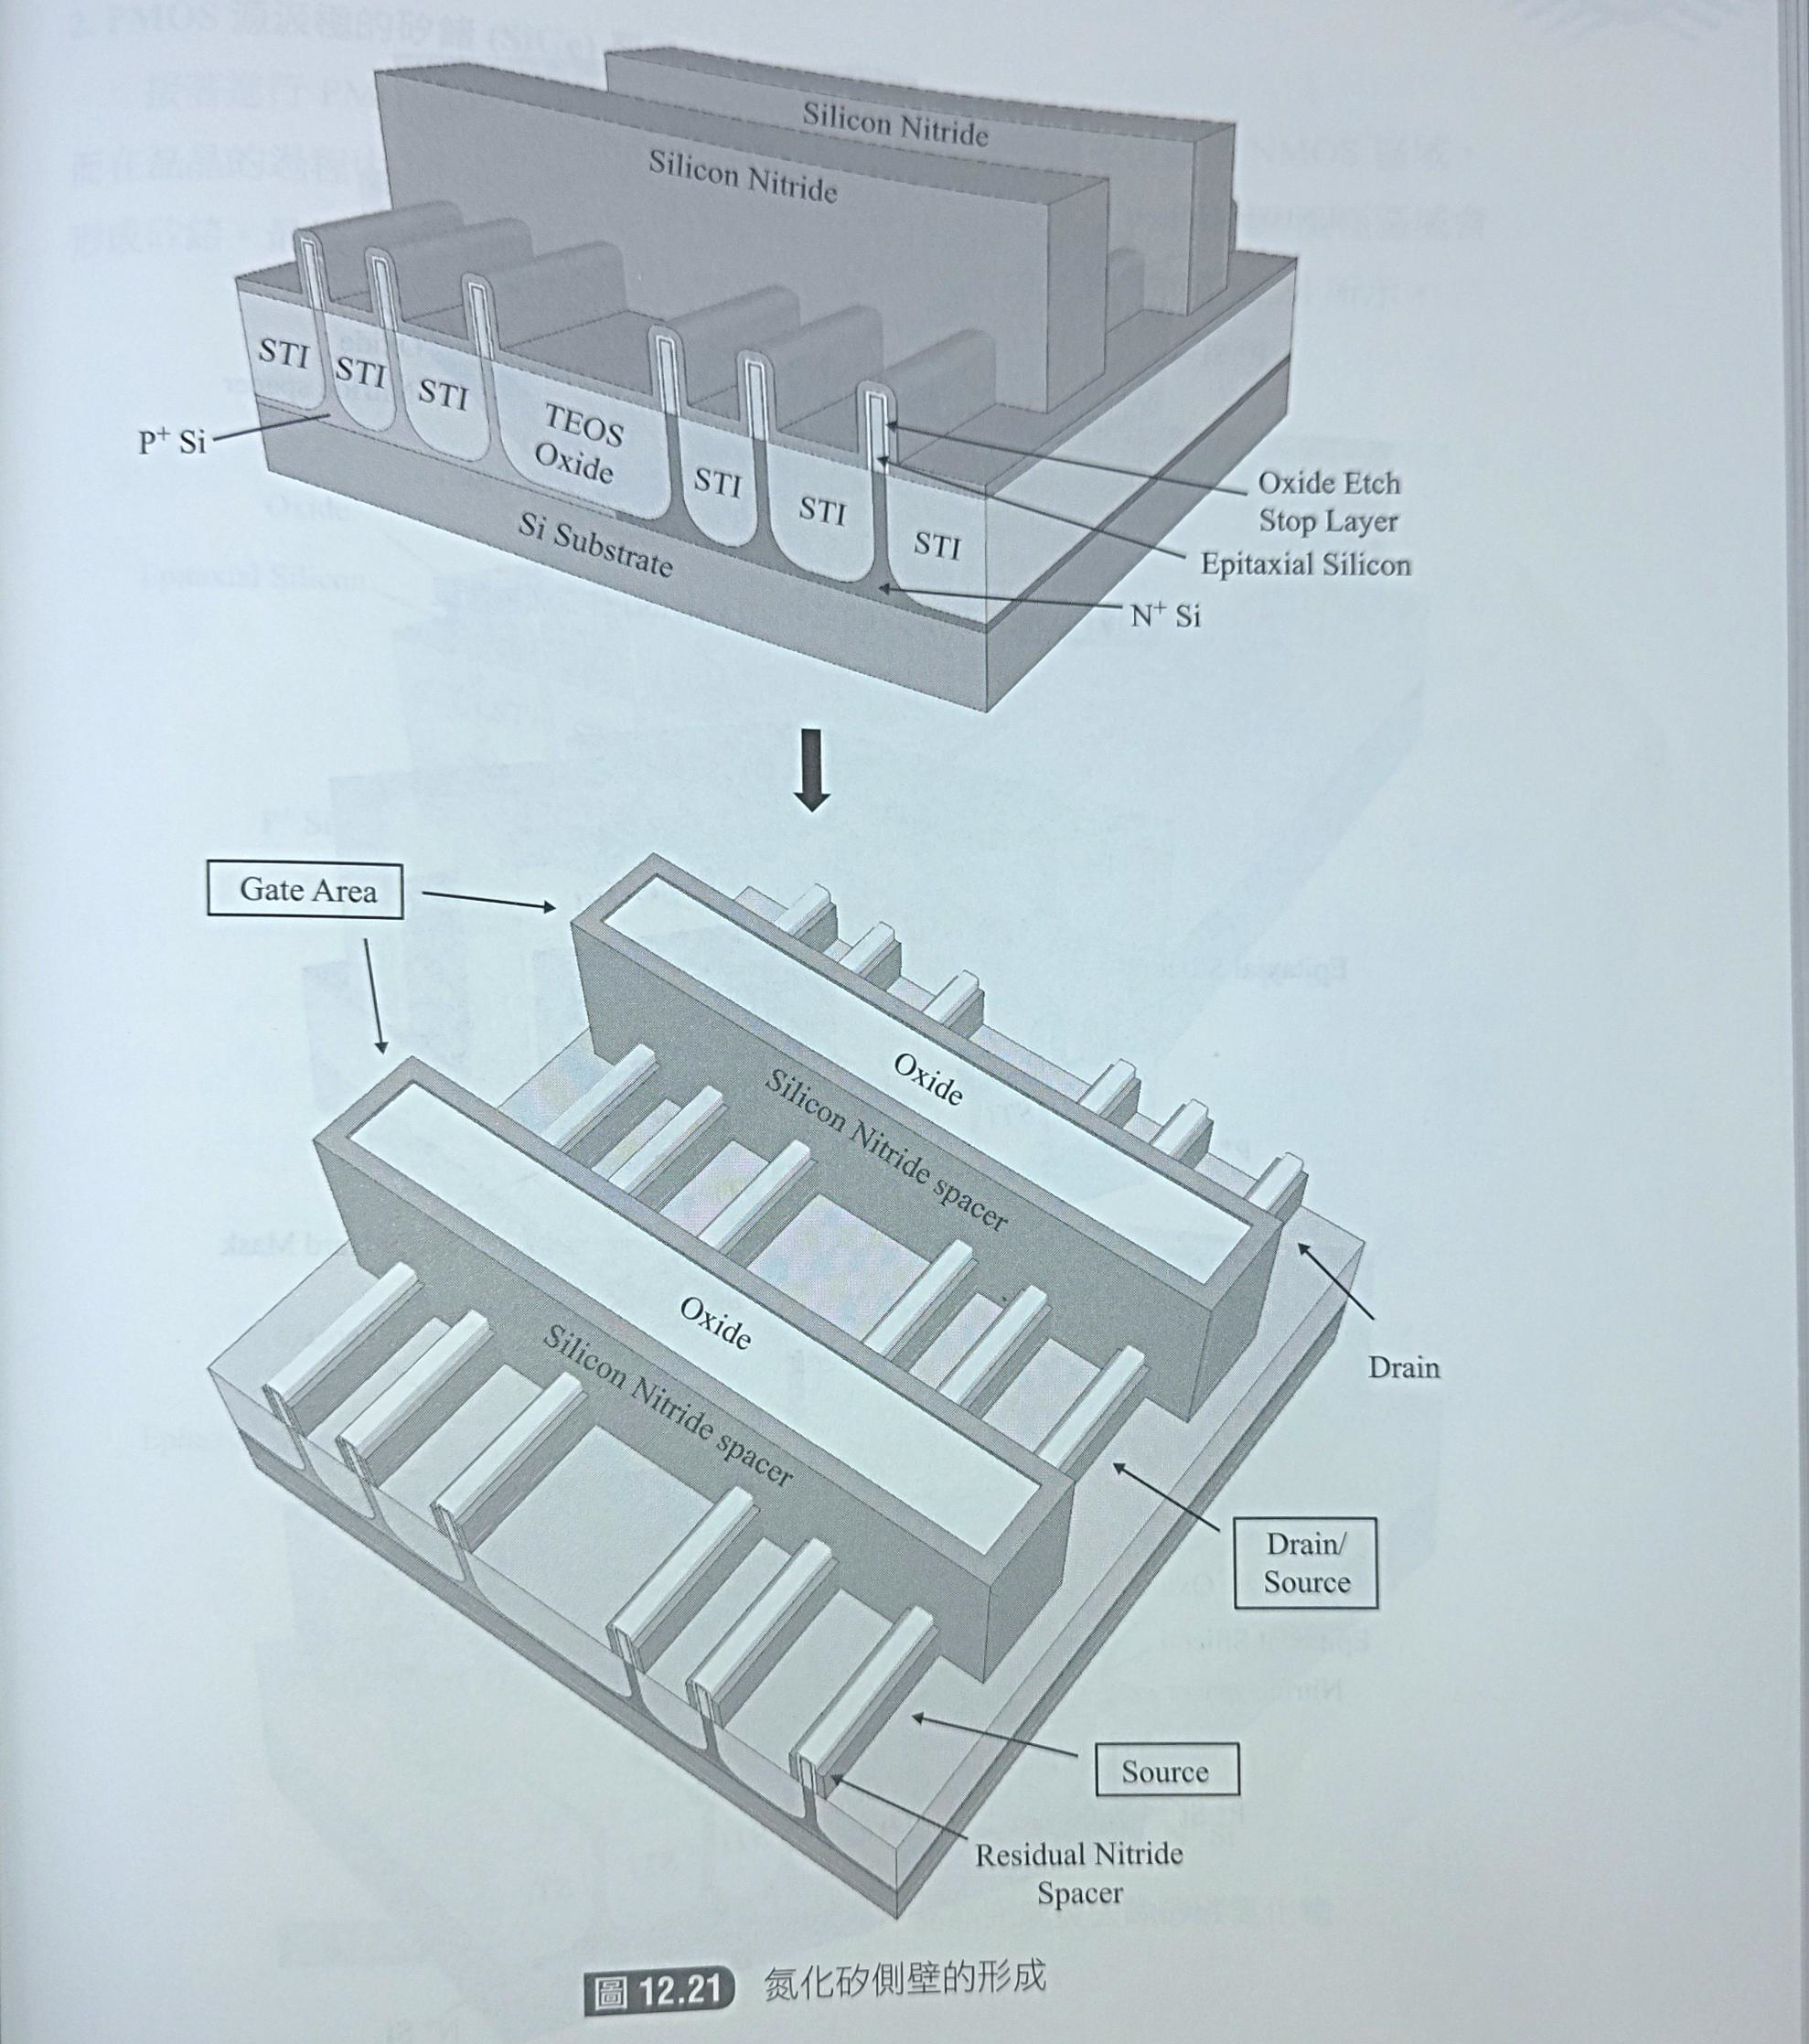 Silicon Nitride
Silicon Nitride
STI
STI
STI
TEOS
Oxide
STI
STI
STI
P⁺ Si
Si Substrate
Oxide Etch
Stop Layer
Epitaxial Silicon
N⁺ Si
Gate Area
Oxide
Silicon Nitride spacer
Oxide
Silicon Nitride spacer
Drain
Drain/
Source
Source
Residual Nitride
Spacer
圖 12.21 氮化矽側壁的形成